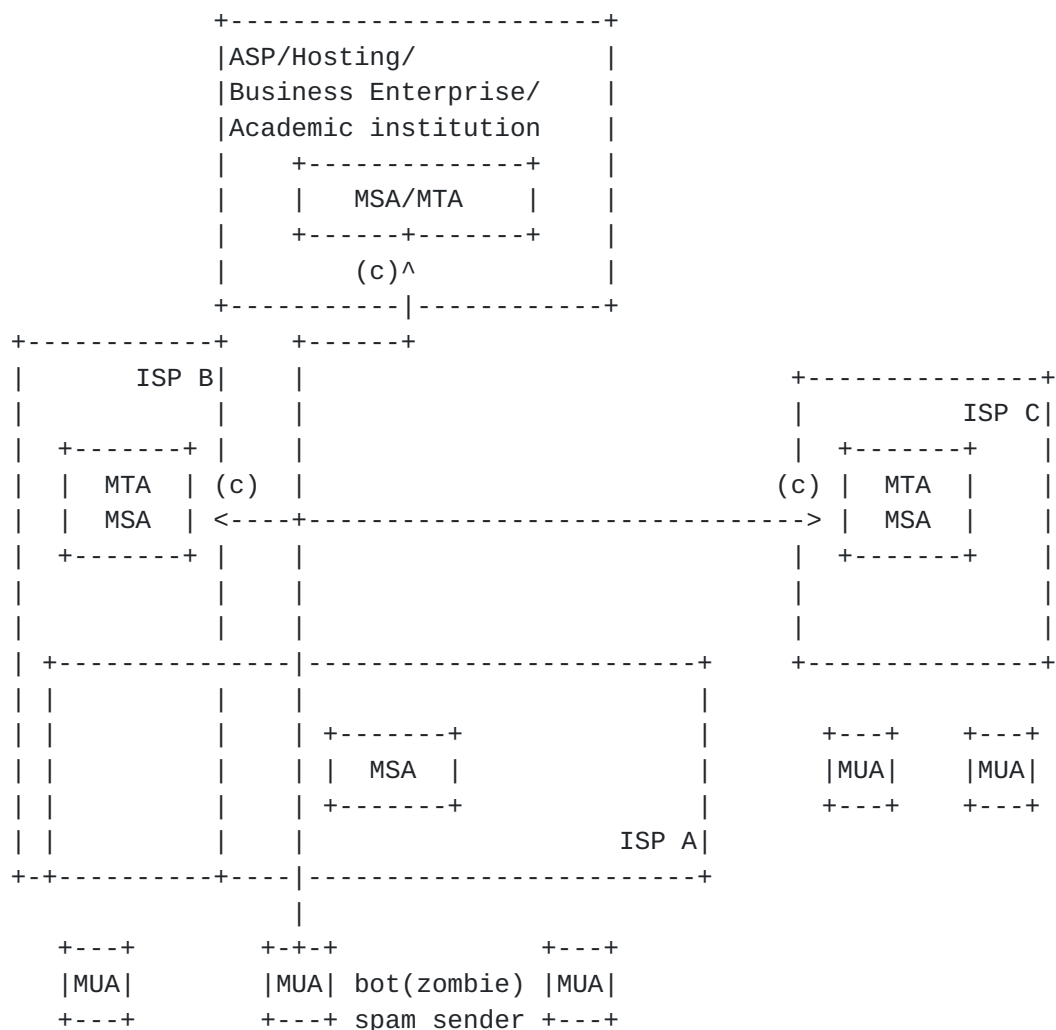 ASP/Hosting/
Business Enterprise/
Academic institution
MSA/MTA
(c)^
ISP B
ISP C
MTA (c) (c) MTA
MSA <----+--------------------------------> MSA
MSA
MUA MUA
ISP A
MUA MUA bot(zombie) MUA
spam sender